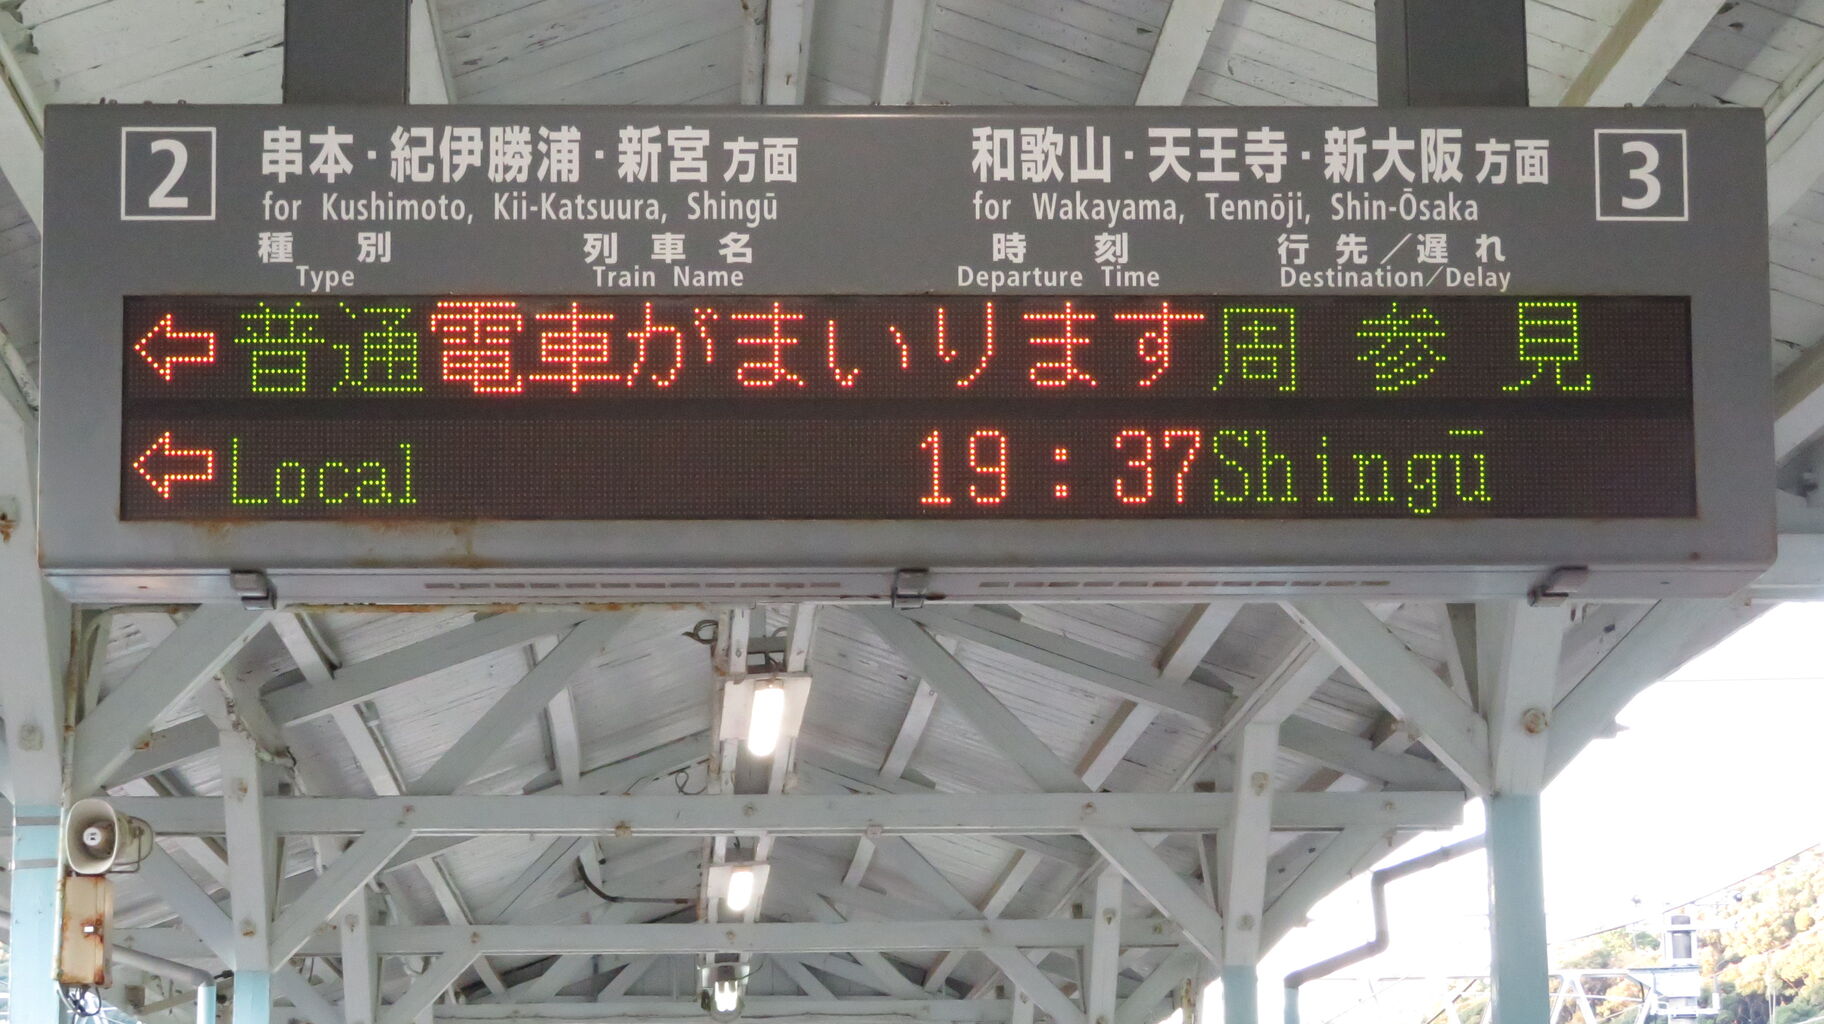 2 串本・紀伊勝浦・新宮方面 和歌山・天王寺・新大阪方面 3
for Kushimoto, Kii-Katsuura, Shingū for Wakayama, Tennōji, Shin-Ōsaka
種別 列車名 時刻 行先／遅れ
Type Train Name Departure Time Destination/Delay
⇦普通電車がまいります周参見
⇦Local 19:37 Shingū